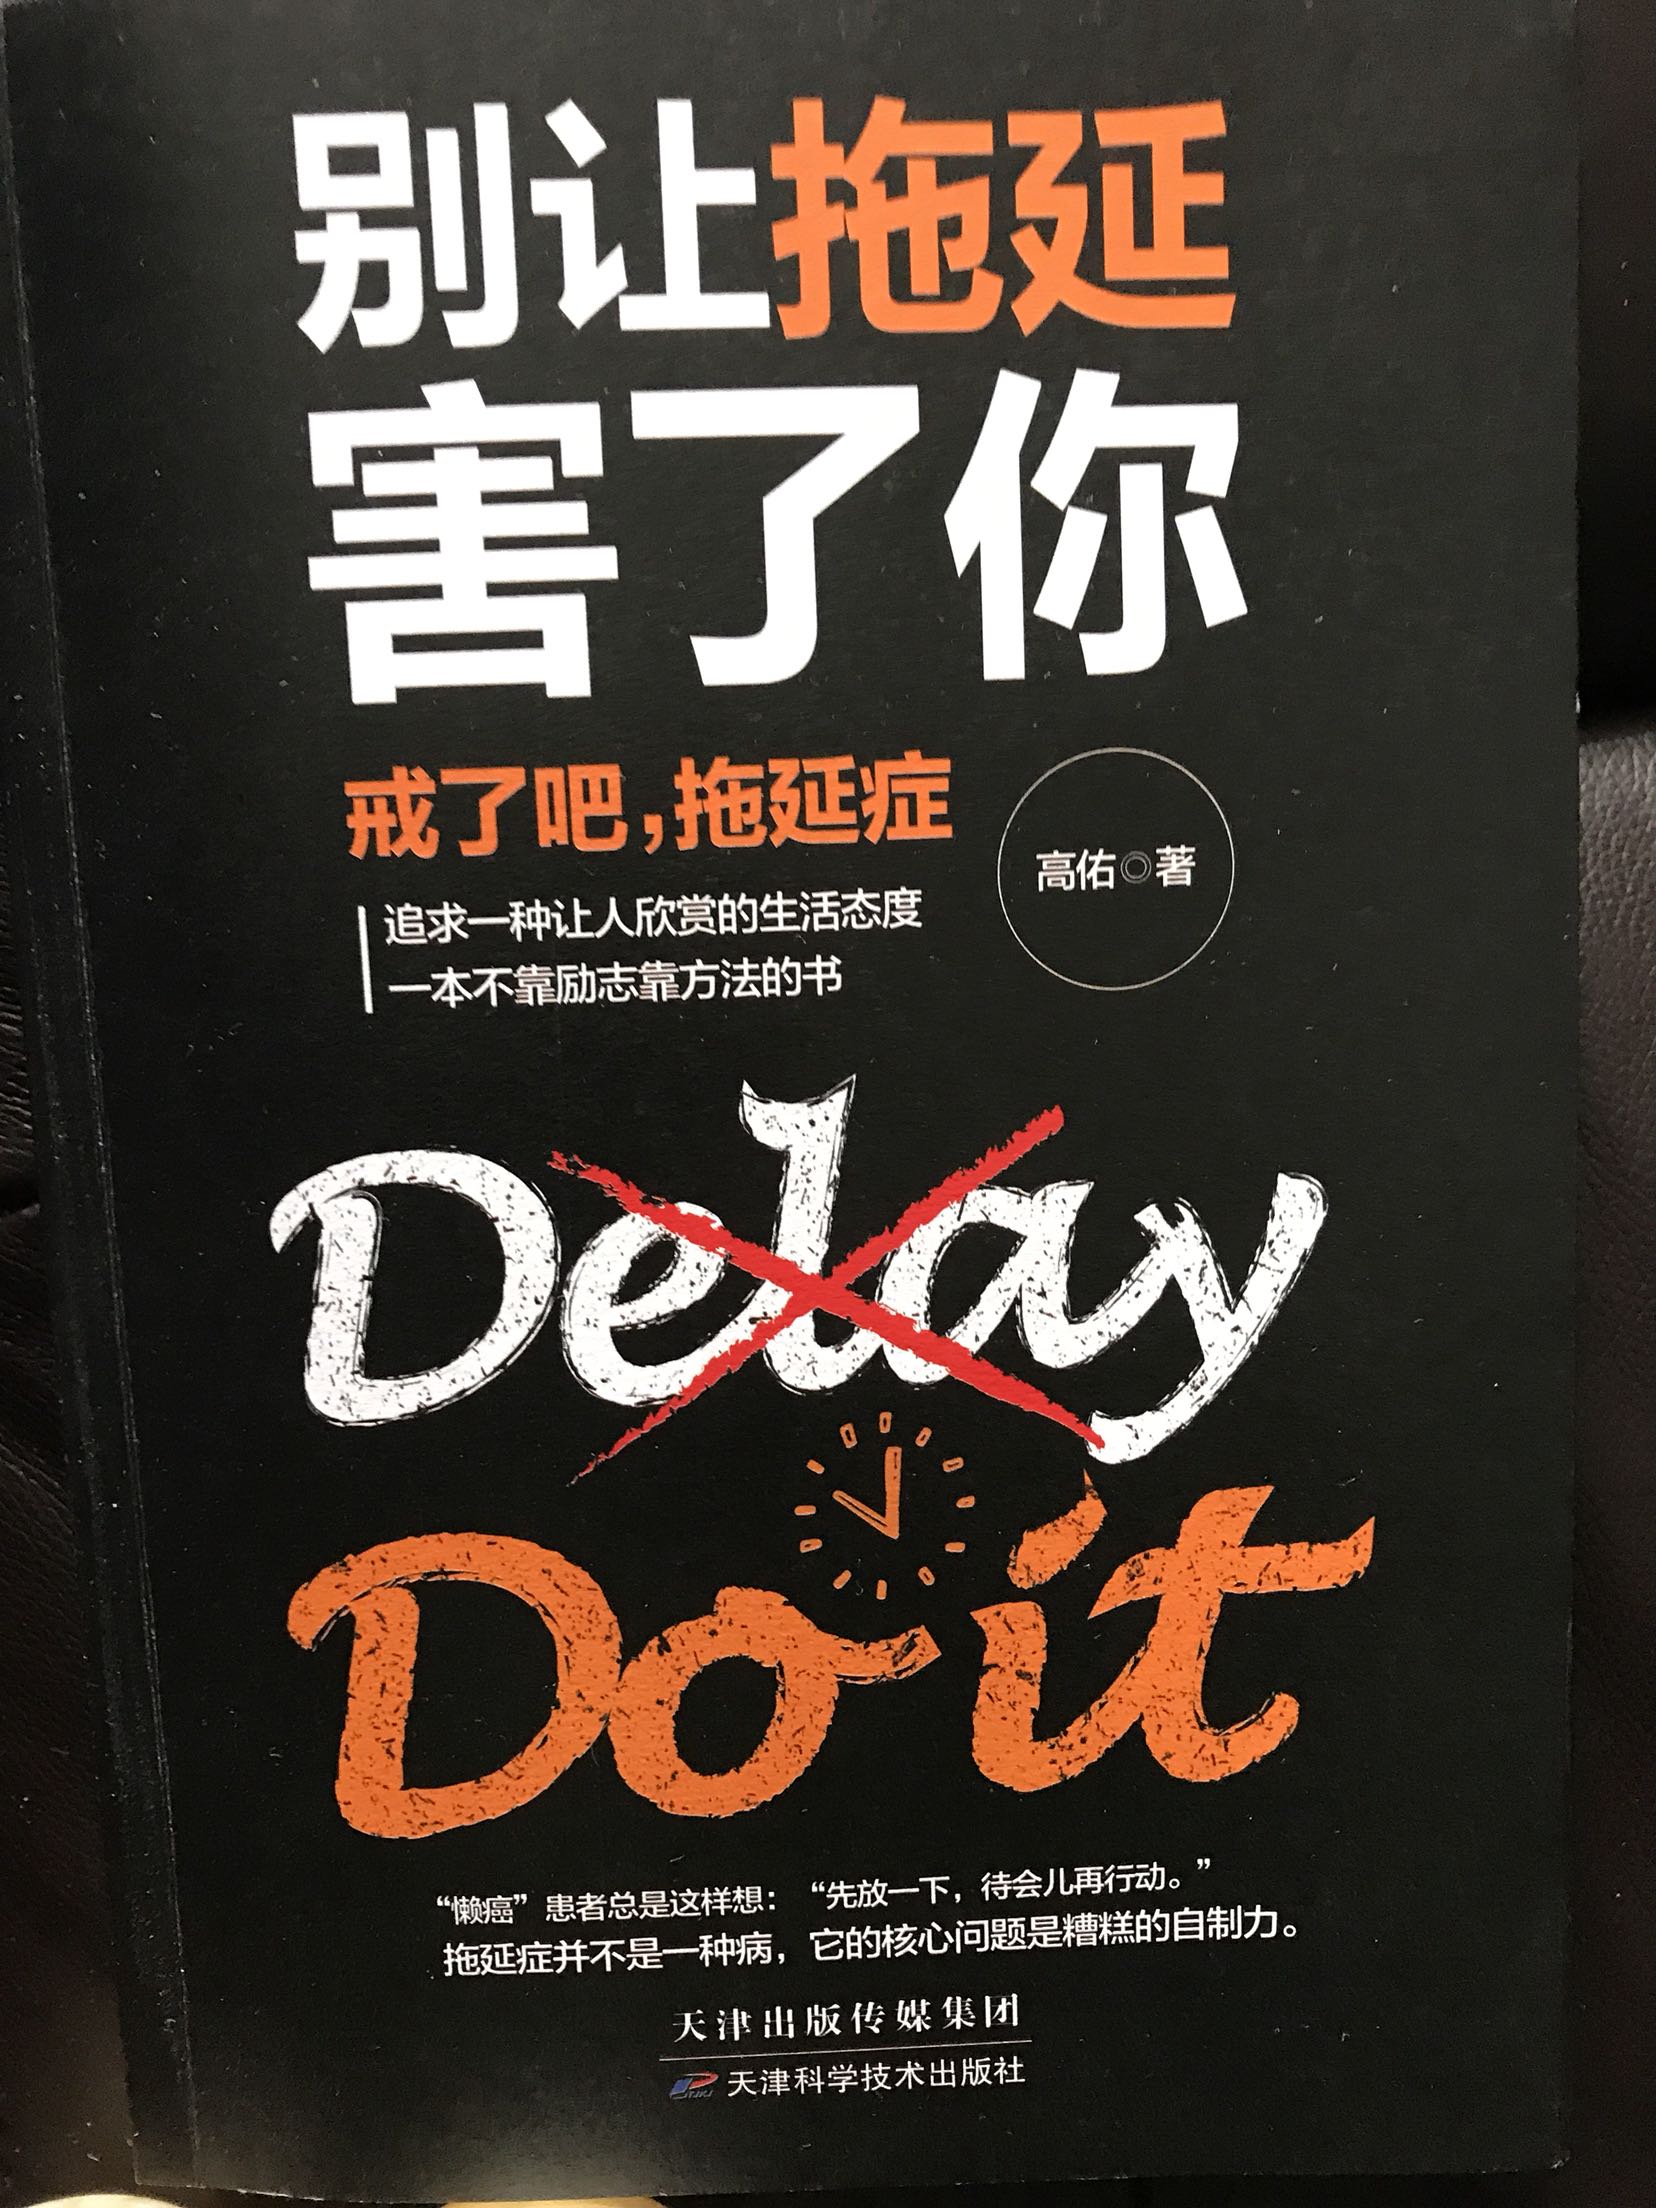 别让拖延
害了你
戒了吧，拖延症
追求一种让人欣赏的生活态度
一本不靠励志靠方法的书
高佑◎著
Delay
Do it
“懒癌”患者总是这样想：“先放一下，待会儿再行动。”
拖延症并不是一种病，它的核心问题是糟糕的自制力。
天津出版传媒集团
TJKJ 天津科学技术出版社